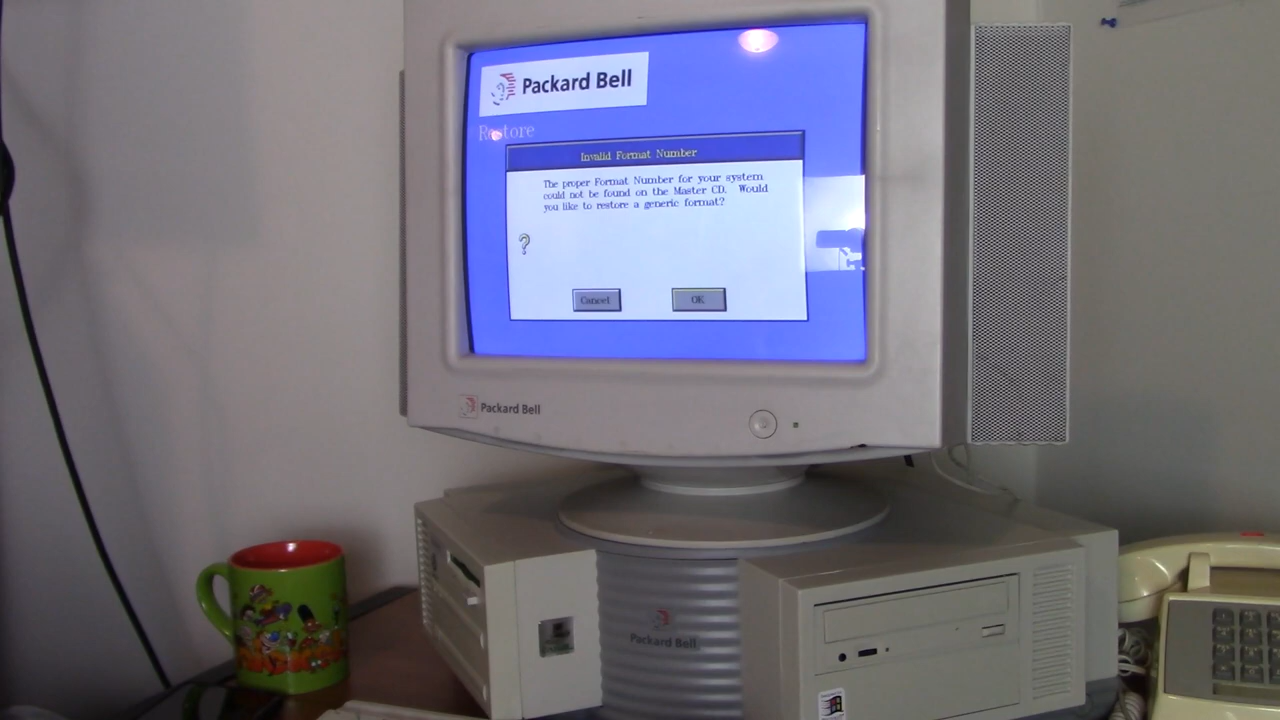 Packard Bell
Restore
Invalid Format Number
The proper Format Number for your system
could not be found on the Master CD. Would
you like to restore a generic format?
?
Cancel
OK
Packard Bell
Packard Bell